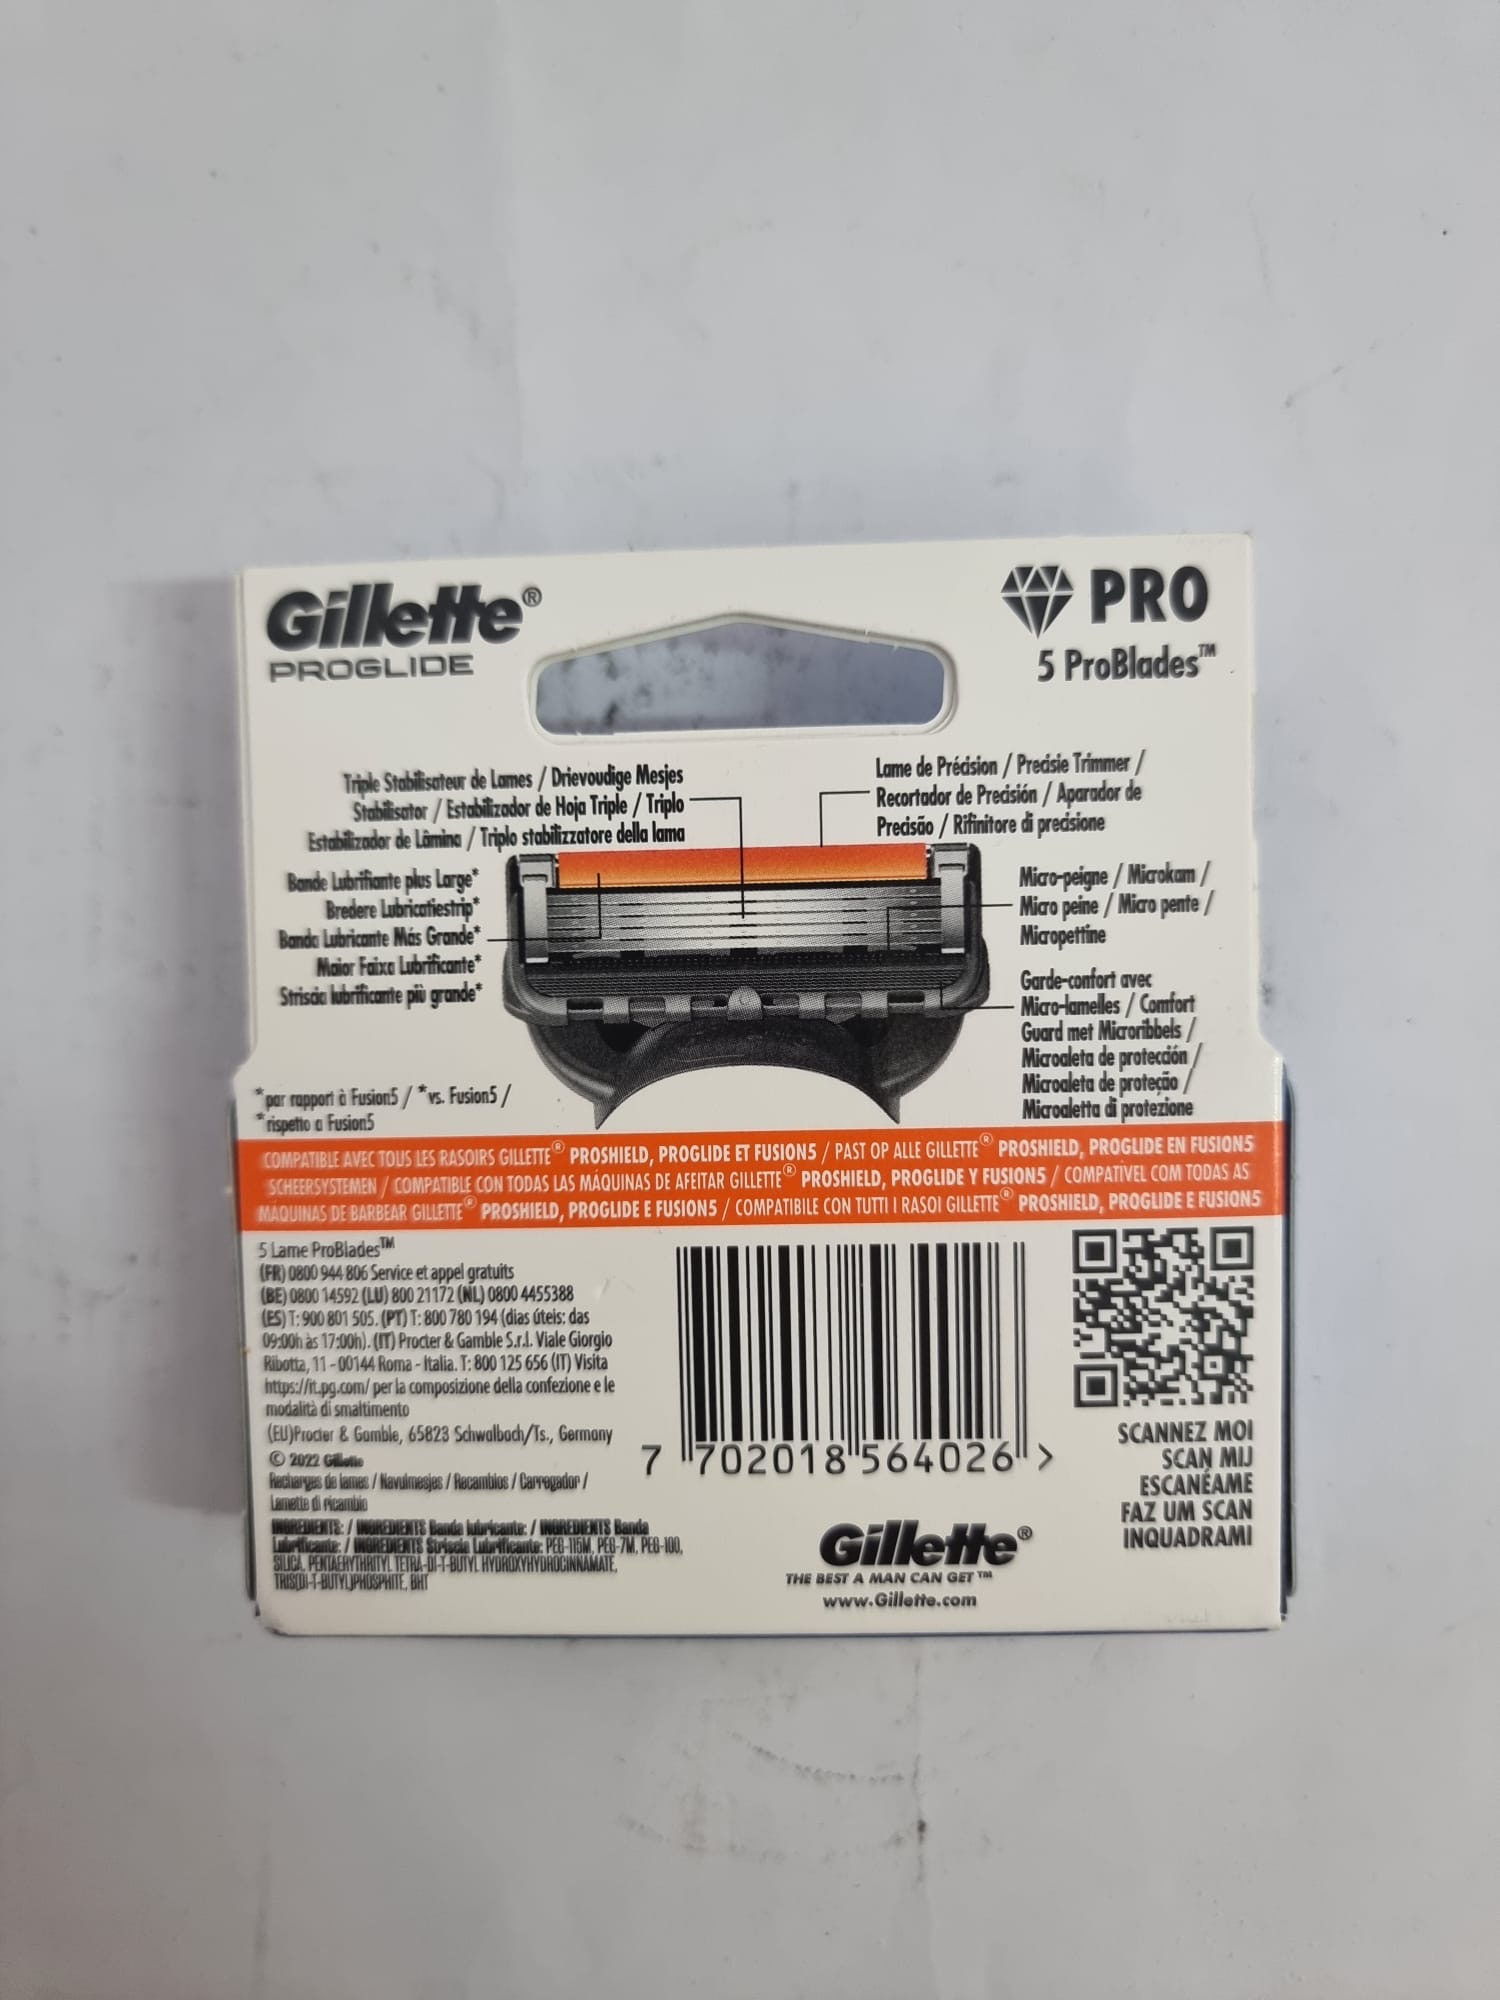 Gillette®
PROGLIDE
PRO
5 ProBlades™
Triple Stabilisateur de Lames / Drievoudige Mesjes
Stabilisator / Estabilizador de Hoja Triple / Triplo
Estabilizador de Lâmina / Triplo stabilizzatore della lama
Lame de Précision / Precisie Trimmer /
Recortador de Precisión / Aparador de
Precisão / Rifinitore di precisione
Bande Lubrifiante plus Large*
Bredere Lubricatiestrip*
Banda Lubricante Más Grande*
Maior Faixa Lubrificante*
Striscia lubrificante più grande*
Micro-peigne / Microkam /
Micro peine / Micro pente /
Micropettine
Garde-confort avec
Micro-lamelles / Comfort
Guard met Microribbels /
Microaleta de protección /
Microaleta de proteção /
Microaletta di protezione
*par rapport à Fusion5 / *vs. Fusion5 /
*rispetto a Fusion5
COMPATIBLE AVEC TOUS LES RASOIRS GILLETTE® PROSHIELD, PROGLIDE ET FUSION5 / PAST OP ALLE GILLETTE® PROSHIELD, PROGLIDE EN FUSION5
SCHEERSYSTEMEN / COMPATIBLE CON TODAS LAS MÁQUINAS DE AFEITAR GILLETTE® PROSHIELD, PROGLIDE Y FUSION5 / COMPATÍVEL COM TODAS AS
MÁQUINAS DE BARBEAR GILLETTE® PROSHIELD, PROGLIDE E FUSION5 / COMPATIBILE CON TUTTI I RASOI GILLETTE® PROSHIELD, PROGLIDE E FUSION5
5 Lame ProBlades™
(FR) 0800 944 806 Service et appel gratuits
(BE) 0800 14592 (LU) 800 21172 (NL) 0800 4455388
(ES) T: 900 801 505. (PT) T: 800 780 194 (dias úteis: das
09:00h às 17:00h). (IT) Procter & Gamble S.r.l. Viale Giorgio
Ribotta, 11 - 00144 Roma - Italia. T: 800 125 656 (IT) Visita
https://it.pg.com/ per la composizione della confezione e le
modalità di smaltimento
(EU)Procter & Gamble, 65823 Schwalbach/Ts., Germany
© 2022 Gillette
Recharges de lames / Navulmesjes / Recambios / Carregador /
Lamette di ricambio
INGREDIENTS: / INGREDIENTS Banda lubricante: / INGREDIENTS Banda
Lubrificante: / INGREDIENTS Striscia Lubrificante: PEG-115M, PEG-7M, PEG-100,
SILICA, PENTAERYTHRITYL TETRA-DI-T-BUTYL HYDROXYHYDROCINNAMATE,
TRIS(DI-T-BUTYL)PHOSPHITE, BHT
7 702018 564026 >
SCANNEZ MOI
SCAN MIJ
ESCANÉAME
FAZ UM SCAN
INQUADRAMI
Gillette®
THE BEST A MAN CAN GET™
www.Gillette.com